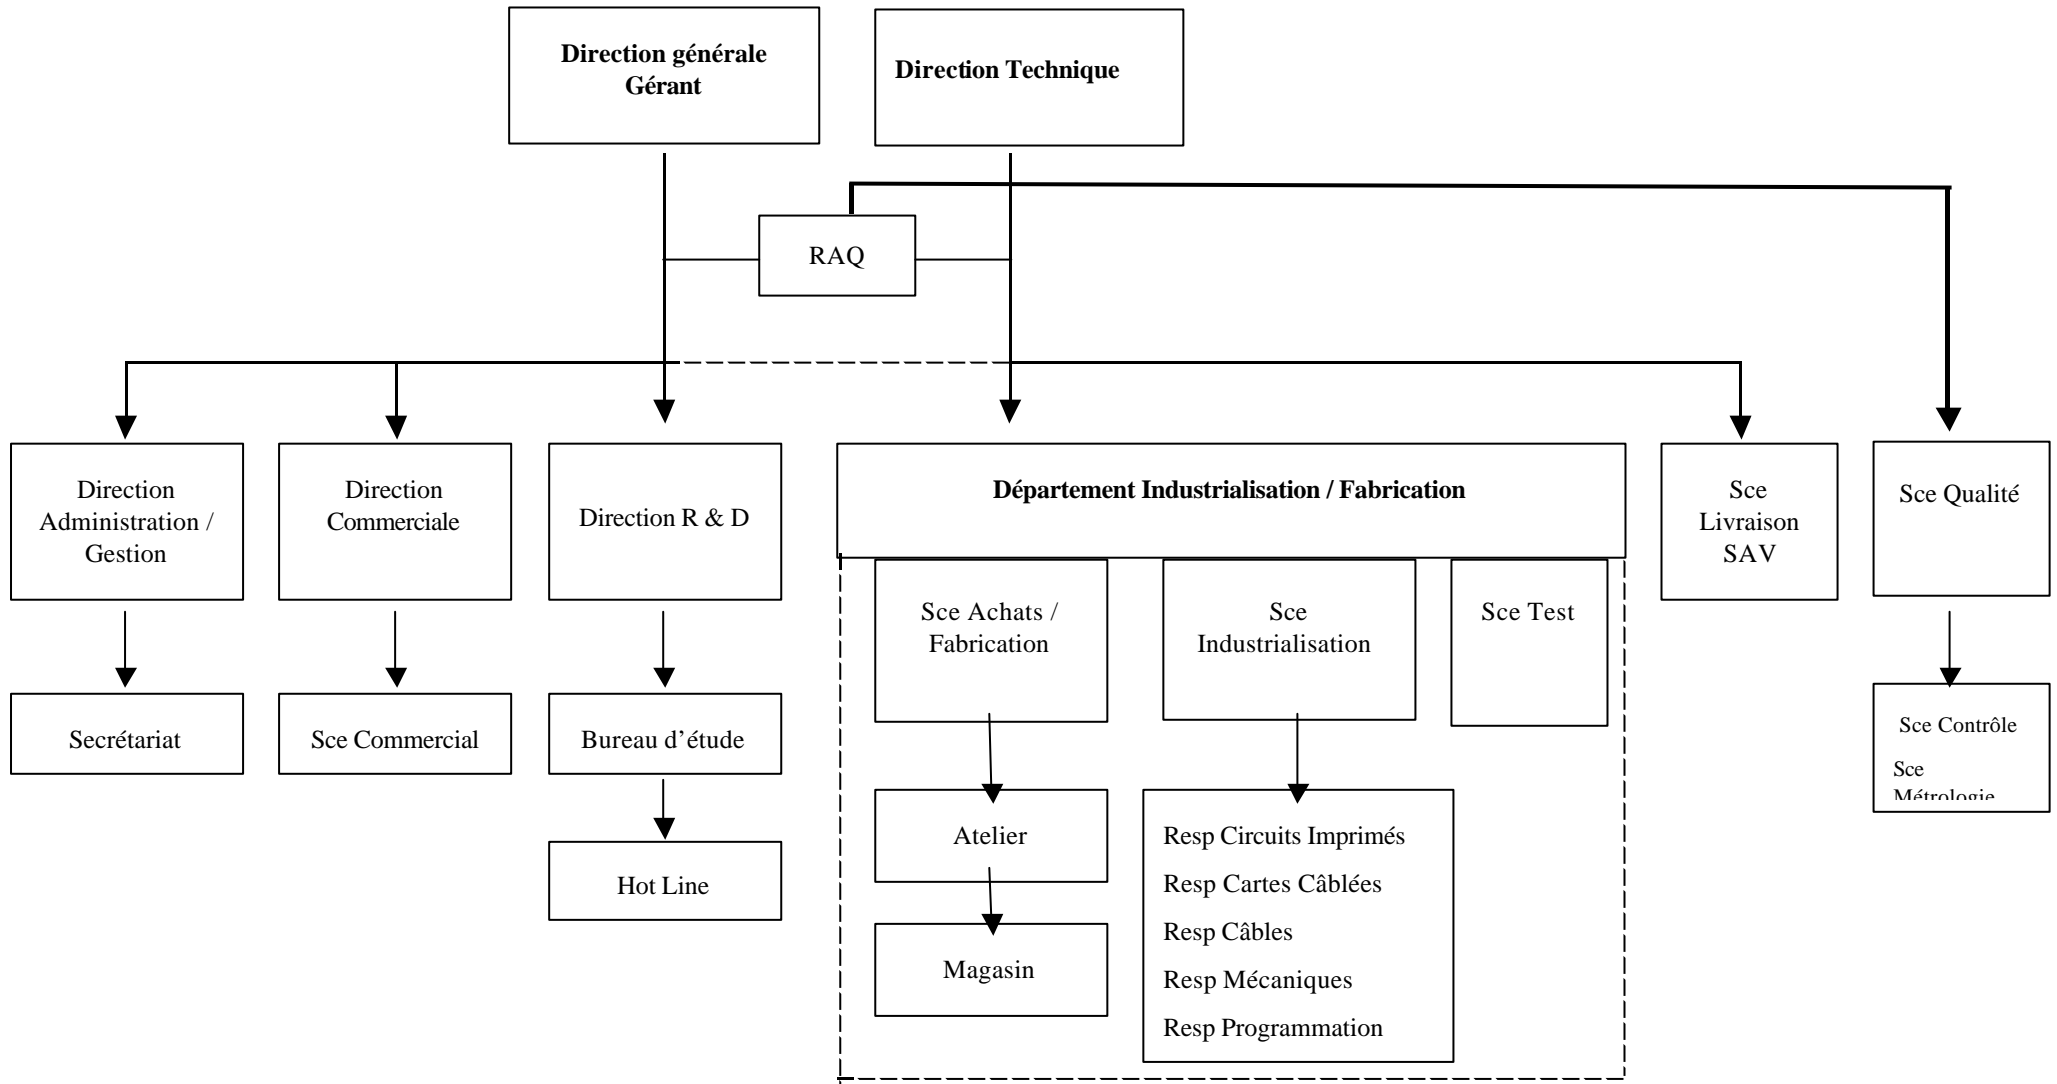 Direction générale
Gérant
Direction Technique
RAQ
Direction
Administration /
Gestion
Direction
Commerciale
Direction R & D
Département Industrialisation / Fabrication
Sce
Livraison
SAV
Sce Qualité
Sce Achats /
Fabrication
Sce
Industrialisation
Sce Test
Secrétariat
Sce Commercial
Bureau d’étude
Sce Contrôle
Sce
Métrologie
Hot Line
Atelier
Magasin
Resp Circuits Imprimés
Resp Cartes Câblées
Resp Câbles
Resp Mécaniques
Resp Programmation